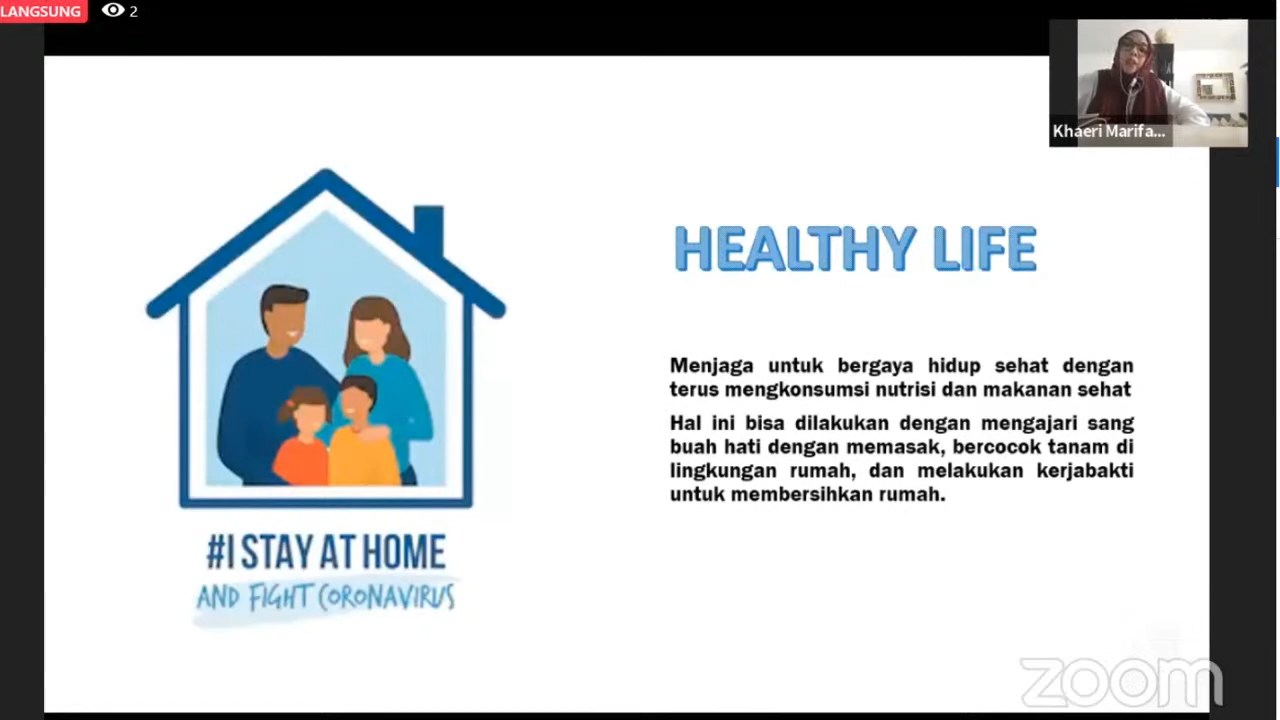 LANGSUNG 2
Khaeri Marifa...
HEALTHY LIFE
Menjaga untuk bergaya hidup sehat dengan
terus mengkonsumsi nutrisi dan makanan sehat
Hal ini bisa dilakukan dengan mengajari sang
buah hati dengan memasak, bercocok tanam di
lingkungan rumah, dan melakukan kerjabakti
untuk membersihkan rumah.
#I STAY AT HOME
AND FIGHT CORONAVIRUS
zoom